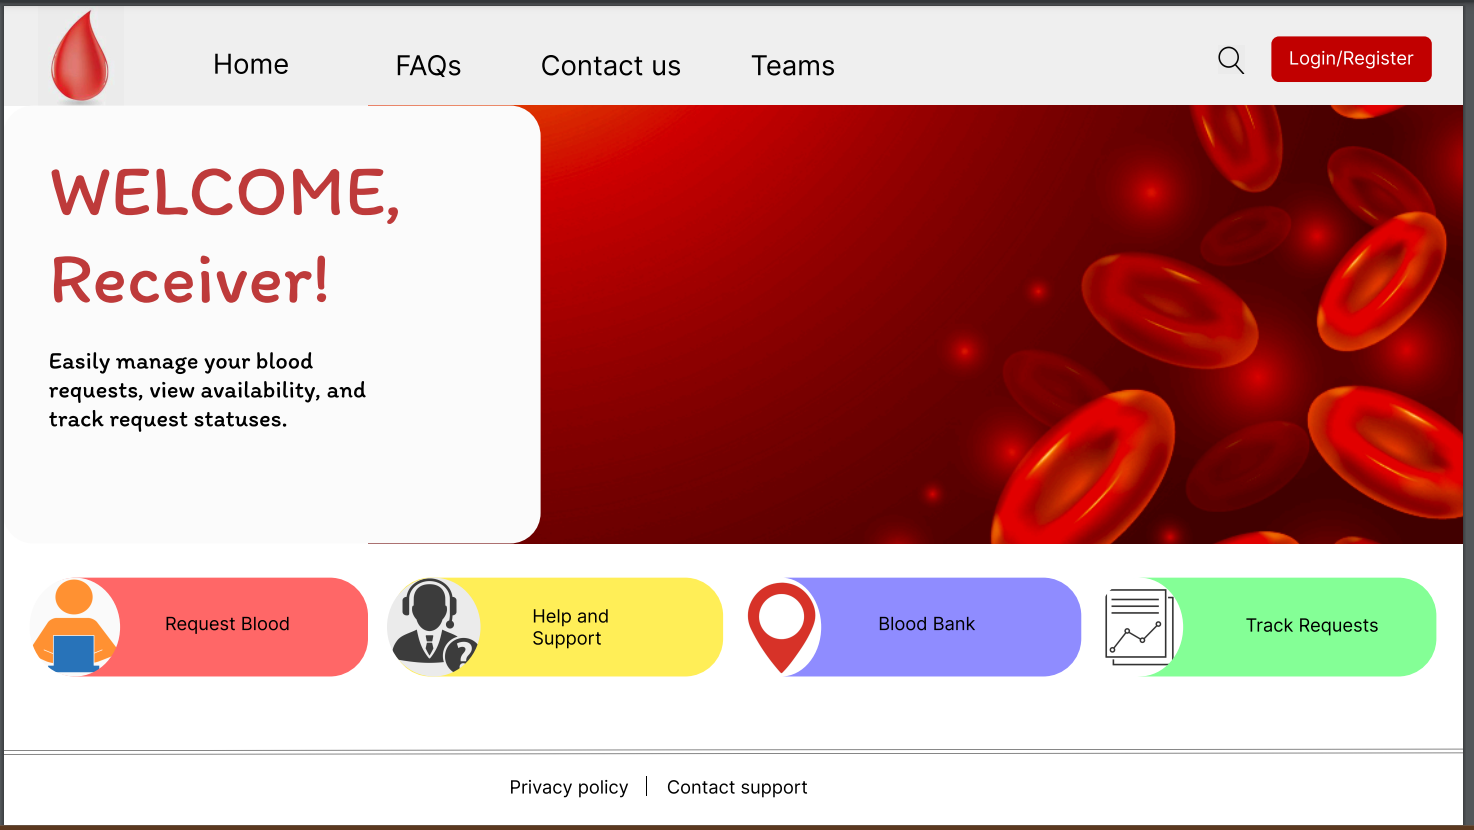 Home
FAQs
Contact us
Teams
Login/Register
WELCOME,
Receiver!
Easily manage your blood
requests, view availability, and
track request statuses.
Request Blood
Help and
Support
?
Blood Bank
Track Requests
Privacy policy
Contact support